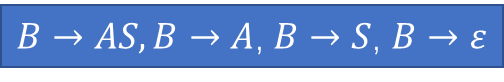 B → AS, B → A, B → S, B → ε